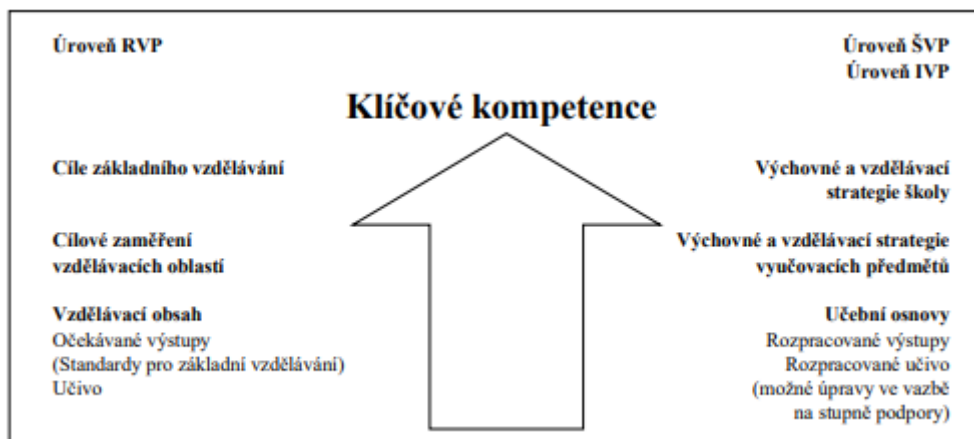 Úroveň RVP
Úroveň ŠVP
Úroveň IVP
Klíčové kompetence
Cíle základního vzdělávání
Výchovné a vzdělávací
strategie školy
Cílové zaměření
vzdělávacích oblastí
Výchovné a vzdělávací strategie
vyučovacích předmětů
Vzdělávací obsah
Očekávané výstupy
(Standardy pro základní vzdělávání)
Učivo
Učební osnovy
Rozpracované výstupy
Rozpracované učivo
(možné úpravy ve vazbě
na stupně podpory)